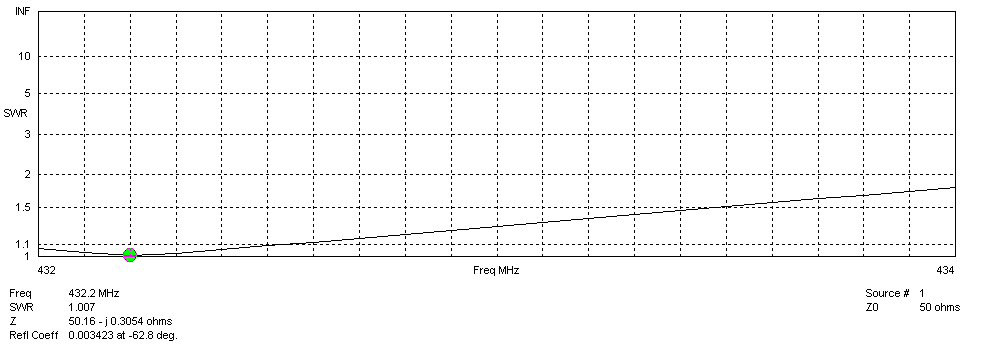 INF
10
5
SWR
3
2
1.5
1.1
1
432 Freq MHz 434
Freq 432.2 MHz Source # 1
SWR 1.007 Z0 50 ohms
Z 50.16 - j 0.3054 ohms
Refl Coeff 0.003423 at -62.8 deg.